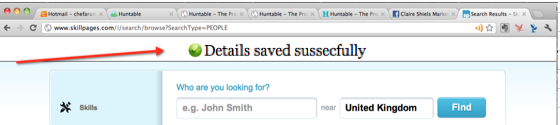 Hotmail – chefarun
Huntable
Huntable – The Pro
Huntable – The Pro
Huntable – The Pro
Claire Shiels Marke
Search Results – Sk
www.skillpages.com/i/search/browse?SearchType=PEOPLE
Details saved sussecfully
Who are you looking for?
Skills
e.g. John Smith near United Kingdom Find